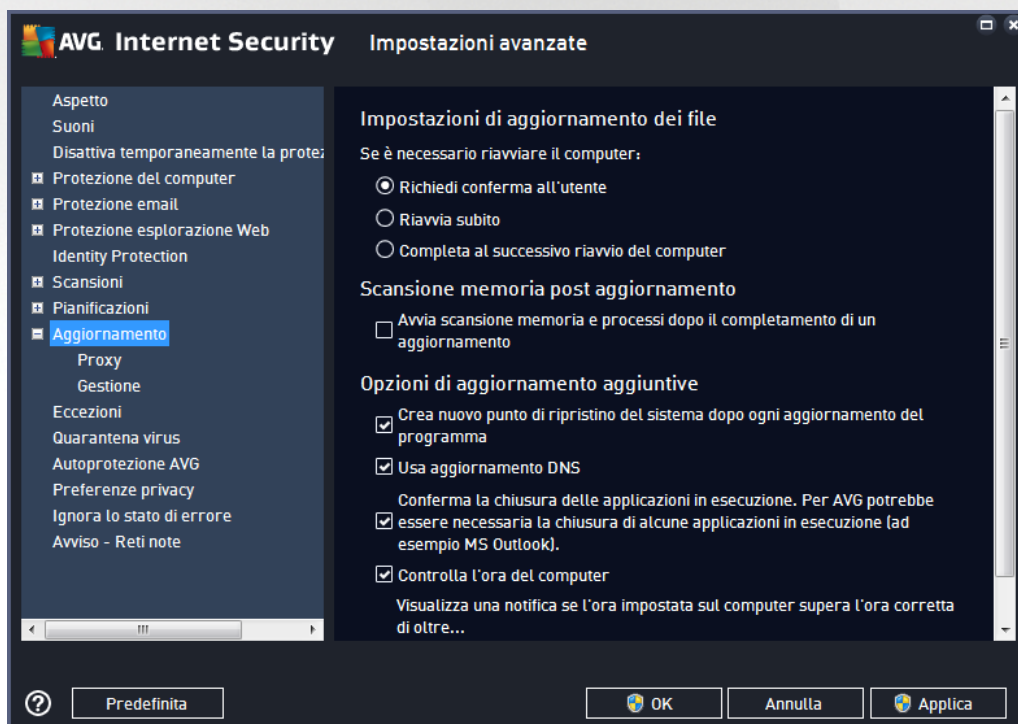 AVG. Internet Security
Impostazioni avanzate
Aspetto
Suoni
Disattiva temporaneamente la
Protezione del computer
Protezione email
Protezione esplorazione Web
Identity Protection
Scansioni
Pianificazioni
Aggiornamento
Proxy
Gestione
Eccezioni
Quarantena virus
Autoprotezione AVG
Preferenze privacy
Ignora lo stato di errore
Avviso - Reti note
Impostazioni di aggiornamento dei file
Se è necessario riavviare il computer:
Richiedi conferma all'utente
Riavvia subito
Completa al successivo riavvio del computer
Scansione memoria post aggiornamento
Avvia scansione memoria e processi dopo il completamento di un
aggiornamento
Opzioni di aggiornamento aggiuntive
Crea nuovo punto di ripristino del sistema dopo ogni aggiornamento del
programma
Usa aggiornamento DNS
Conferma la chiusura delle applicazioni in esecuzione. Per AVG potrebbe
essere necessaria la chiusura di alcune applicazioni in esecuzione (ad
esempio MS Outlook).
Controlla l'ora del computer
Visualizza una notifica se l'ora impostata sul computer supera l'ora corretta
di oltre...
Predefinita
OK
Annulla
Applica